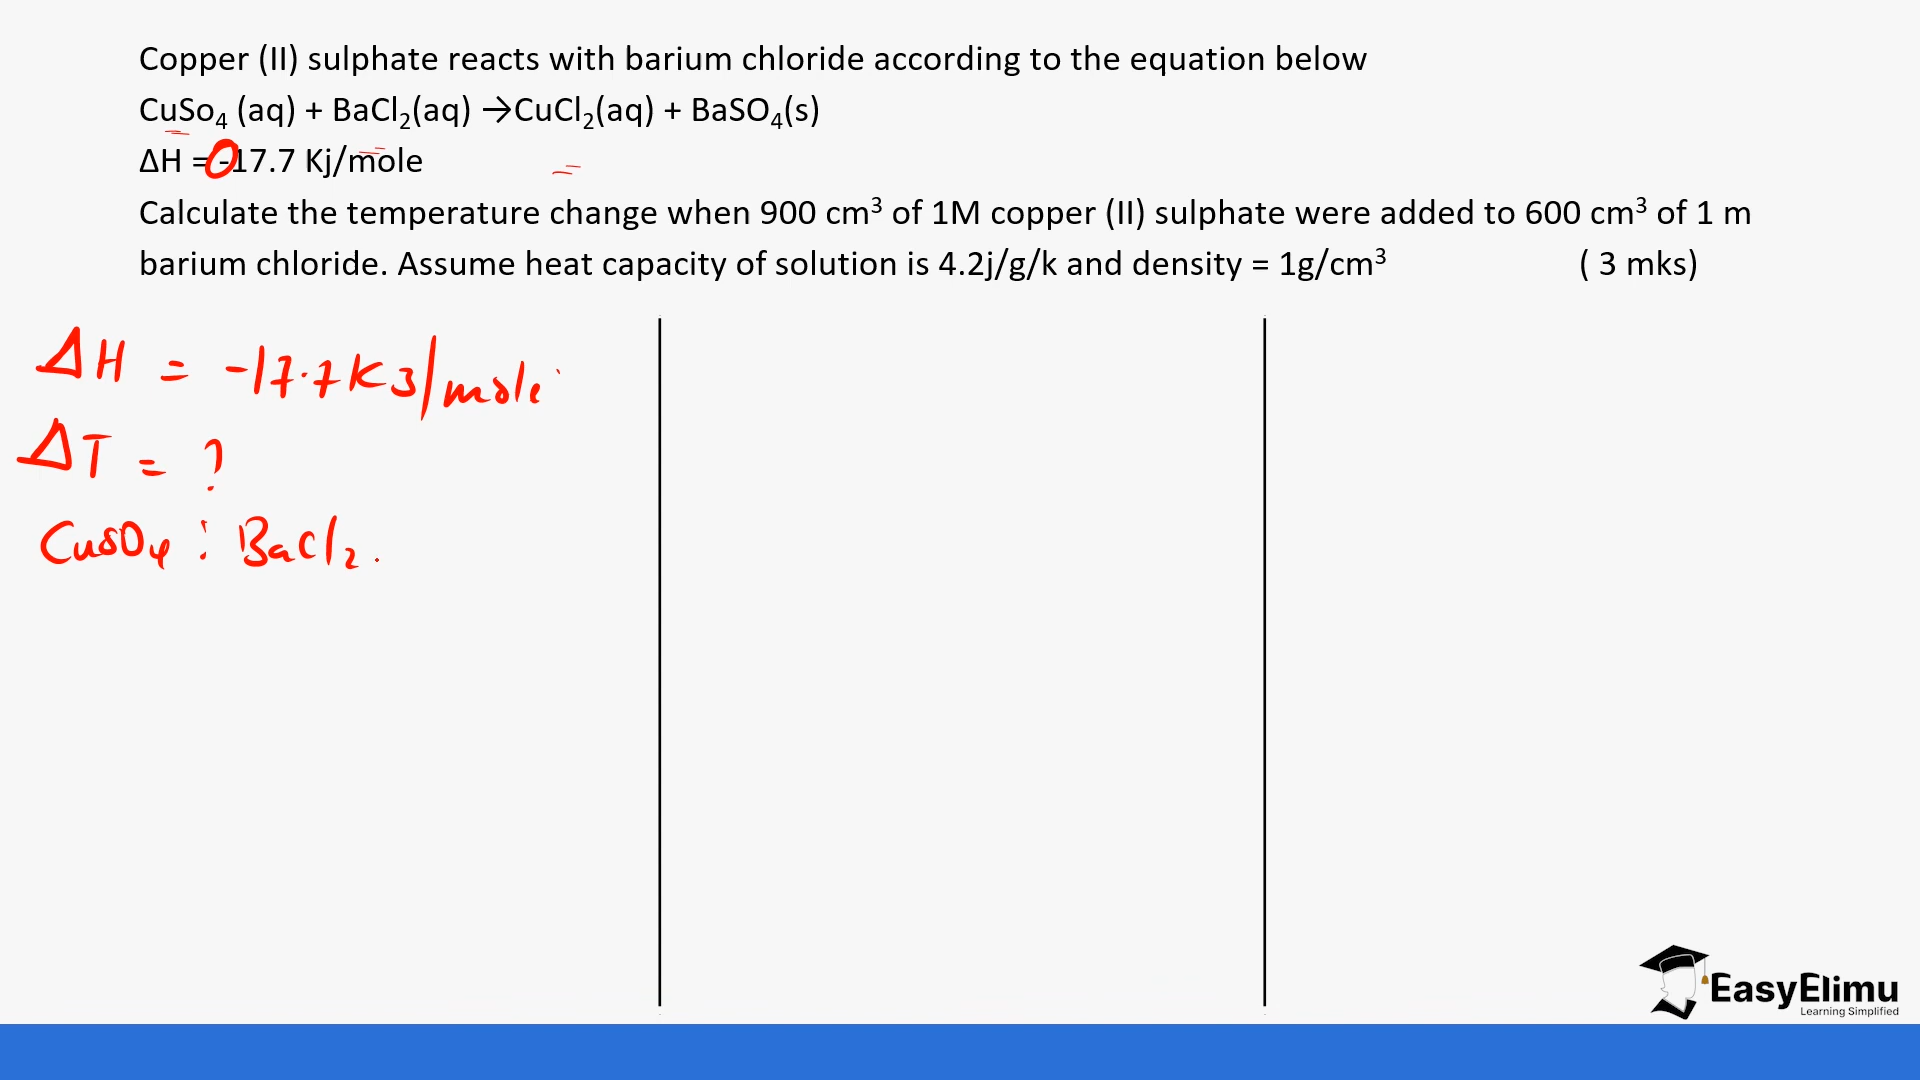 Copper (II) sulphate reacts with barium chloride according to the equation below
CuSo₄ (aq) + BaCl₂(aq) →CuCl₂(aq) + BaSO₄(s)
ΔH = -17.7 Kj/mole
Calculate the temperature change when 900 cm³ of 1M copper (II) sulphate were added to 600 cm³ of 1 m
barium chloride. Assume heat capacity of solution is 4.2j/g/k and density = 1g/cm³ ( 3 mks)
ΔH = -17.7KJ/mole
ΔT = ?
CuSO₄ : BaCl₂.
EasyElimu
Learning Simplified